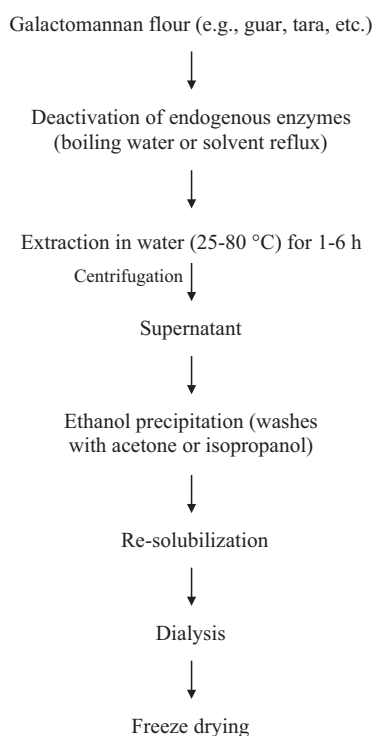 Galactomannan flour (e.g., guar, tara, etc.)
Deactivation of endogenous enzymes
(boiling water or solvent reflux)
Extraction in water (25-80 °C) for 1-6 h
Centrifugation
Supernatant
Ethanol precipitation (washes
with acetone or isopropanol)
Re-solubilization
Dialysis
Freeze drying